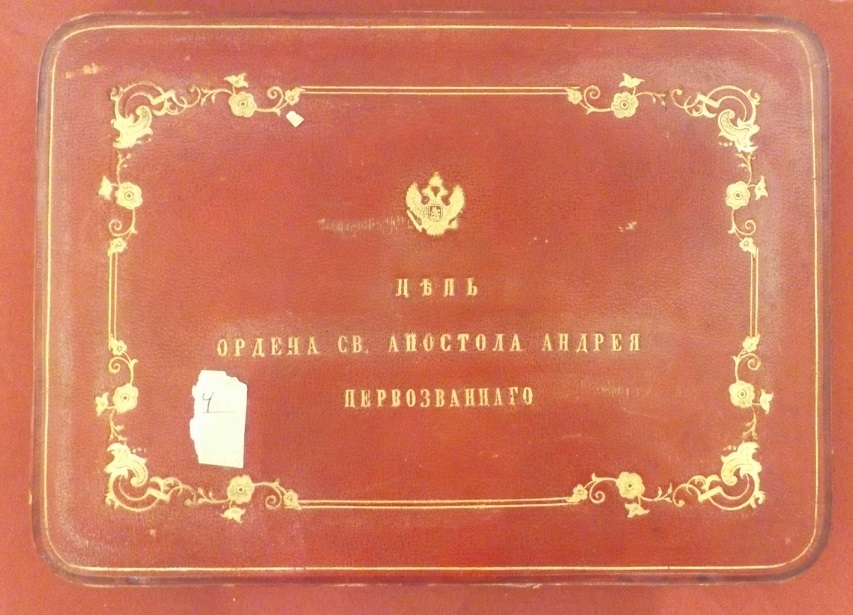 ЦѢПЬ
ОРДЕНА СВ. АПОСТОЛА АНДРЕЯ
ПЕРВОЗВАННАГО